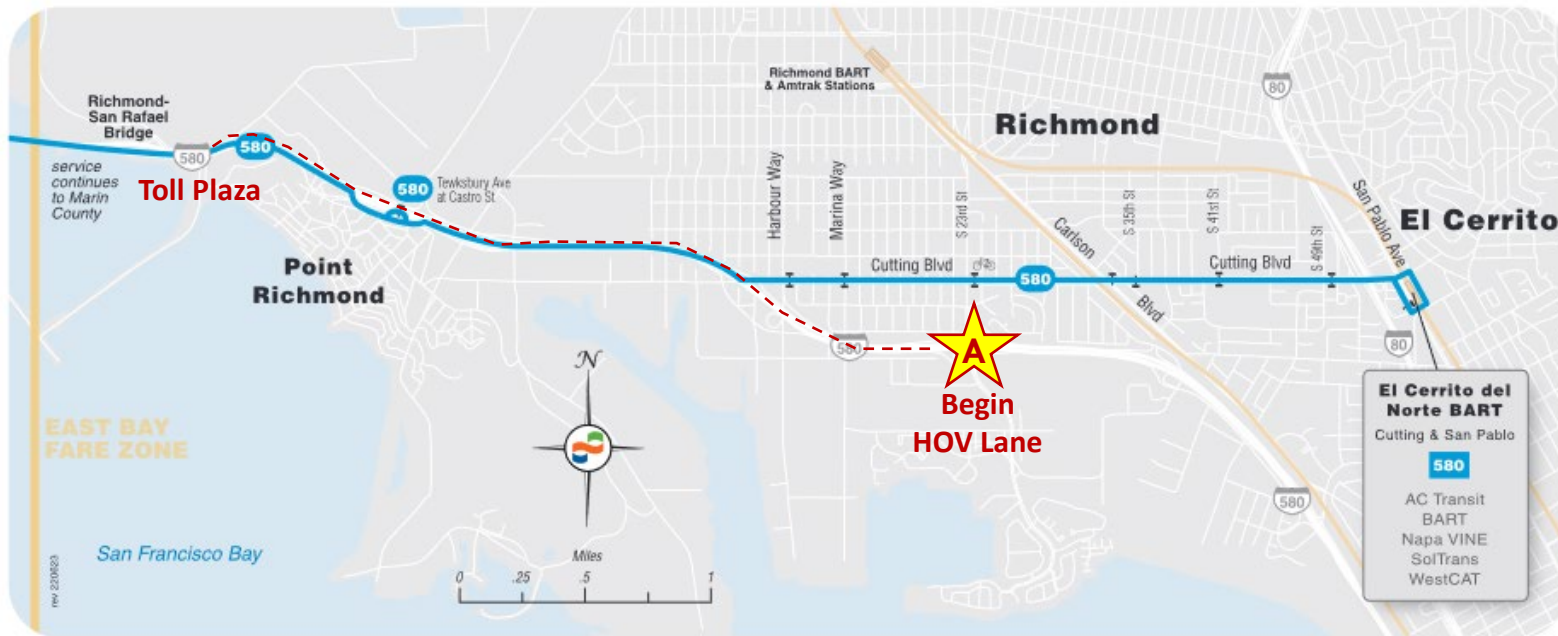 Richmond-
San Rafael
Bridge
580
580
service
continues
to Marin
County
Toll Plaza
580
Tewksbury Ave
at Castro St
Point
Richmond
Richmond BART
& Amtrak Stations
Richmond
80
Harbour Way
Marina Way
S 23rd St
Carlson
Blvd
S 35th St
S 41st St
S 49th St
San Pablo Ave
El Cerrito
Cutting Blvd
580
Cutting Blvd
580
A
Begin
HOV Lane
80
580
El Cerrito del
Norte BART
Cutting & San Pablo
580
AC Transit
BART
Napa VINE
SolTrans
WestCAT
EAST BAY
FARE ZONE
N
San Francisco Bay
Miles
0 .25 .5 1
rev 220623